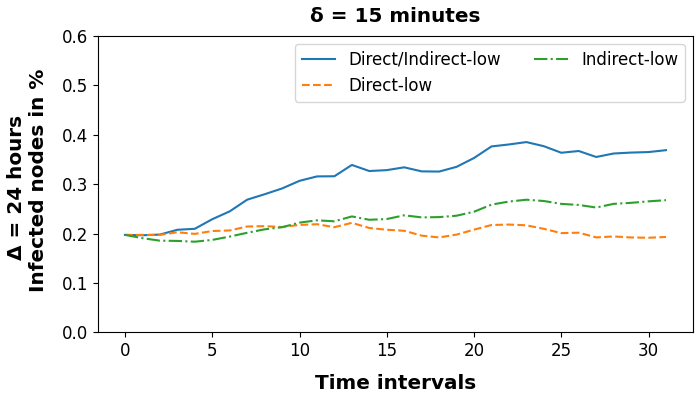 δ = 15 minutes
Δ = 24 hours
Infected nodes in %
0.6
0.5
0.4
0.3
0.2
0.1
0.0
Direct/Indirect-low
Direct-low
Indirect-low
0 5 10 15 20 25 30
Time intervals